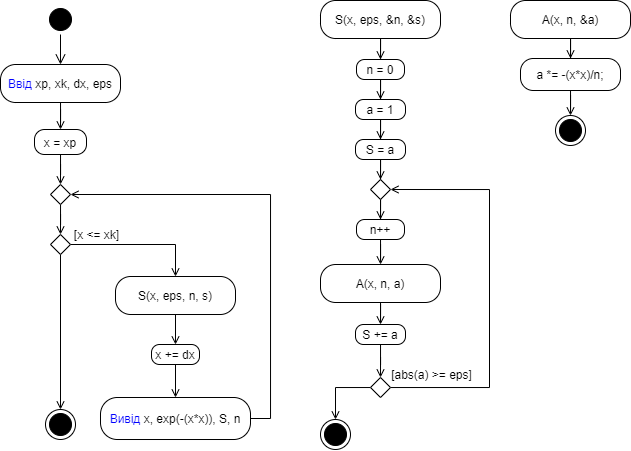 Ввід xp, xk, dx, eps
x = xp
[x <= xk]
S(x, eps, n, s)
x += dx
Вивід x, exp(-(x*x)), S, n
S(x, eps, &n, &s)
n = 0
a = 1
S = a
n++
A(x, n, a)
S += a
[abs(a) >= eps]
A(x, n, &a)
a *= -(x*x)/n;